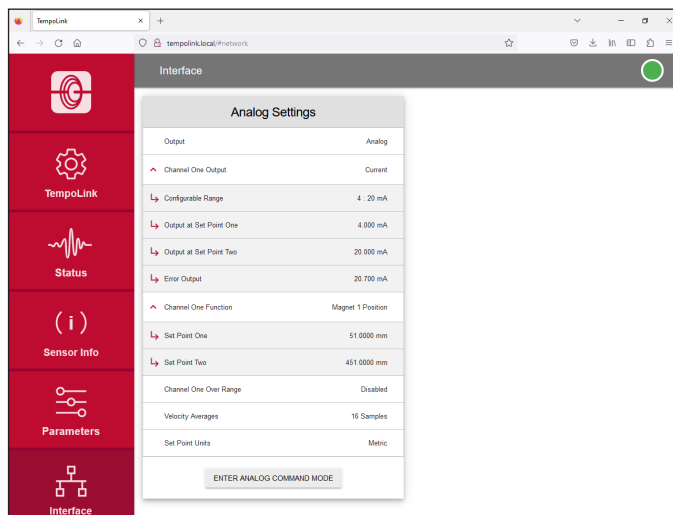 TempoLink
tempolink.local/#network
Interface
TempoLink
Status
(i)
Sensor Info
Parameters
Interface
Analog Settings
Output Analog
Channel One Output Current
Configurable Range 4 : 20 mA
Output at Set Point One 4.000 mA
Output at Set Point Two 20.000 mA
Error Output 20.700 mA
Channel One Function Magnet 1 Position
Set Point One 51.0000 mm
Set Point Two 451.0000 mm
Channel One Over Range Disabled
Velocity Averages 16 Samples
Set Point Units Metric
ENTER ANALOG COMMAND MODE